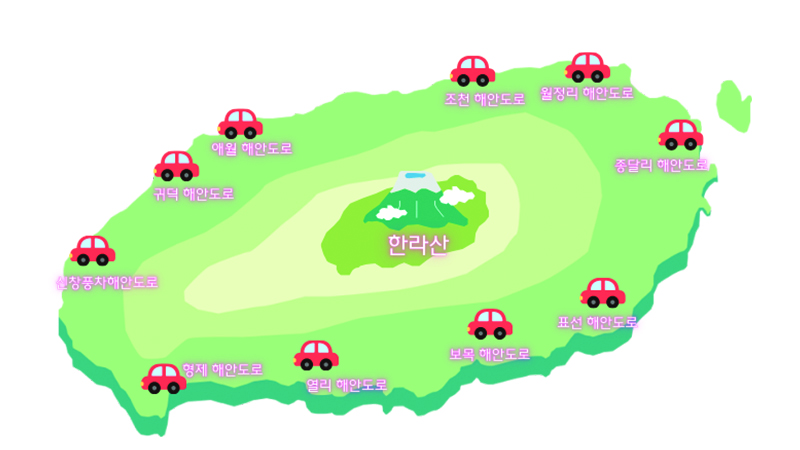 조천 해안도로
월정리 해안도로
애월 해안도로
종달리 해안도로
귀덕 해안도로
한라산
신창풍차해안도로
표선 해안도로
보목 해안도로
형제 해안도로
열리 해안도로